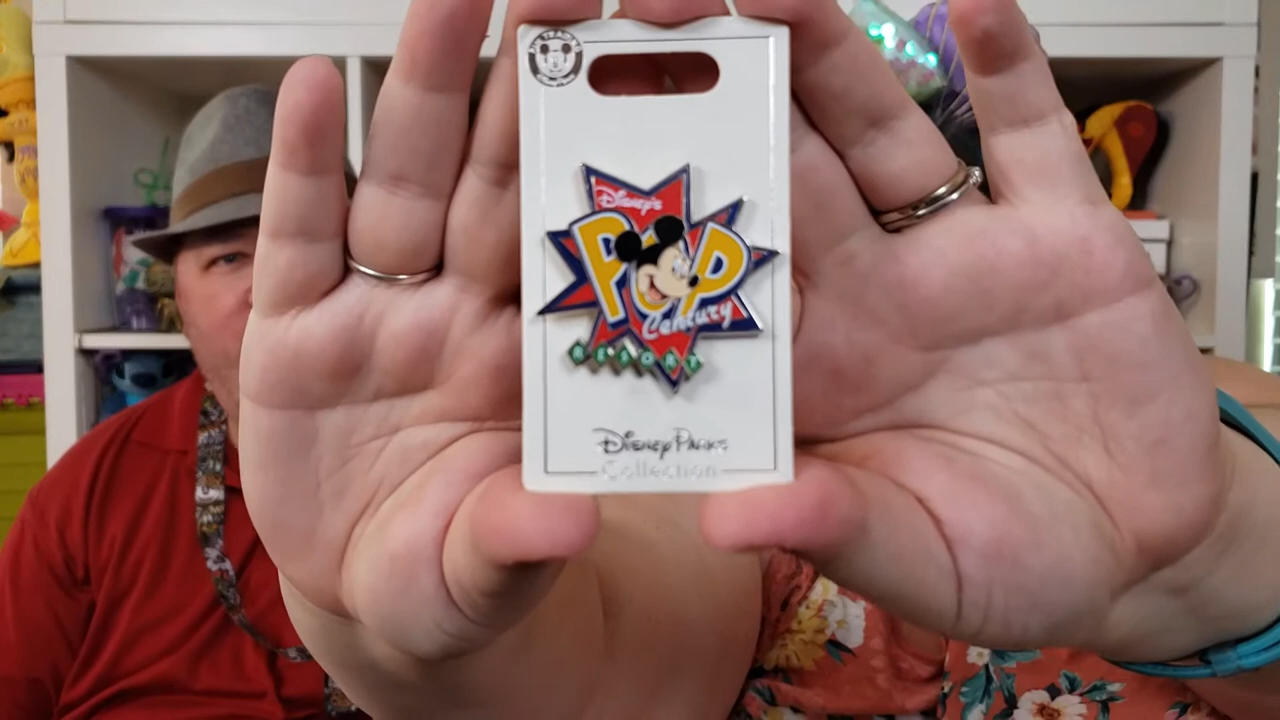 DISNEY'S
POP
Century
RESORT
DISNEY PARKS
Collection